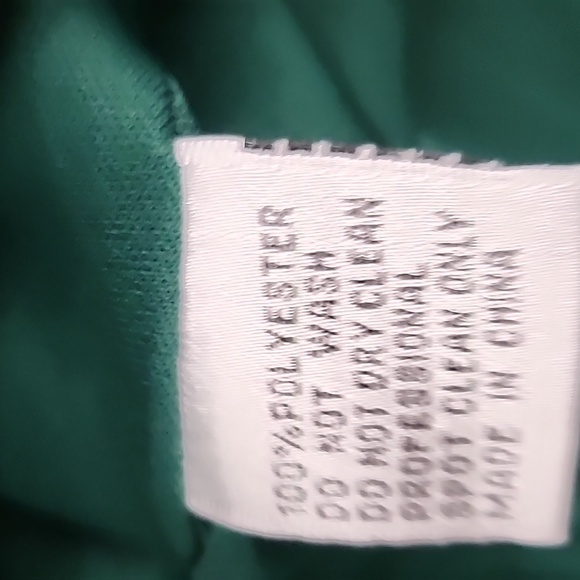 100%POLYESTER
DO NOT WASH
DO NOT DRY CLEAN
PROFESSIONAL
SPOT CLEAN ONLY
MADE IN CHINA